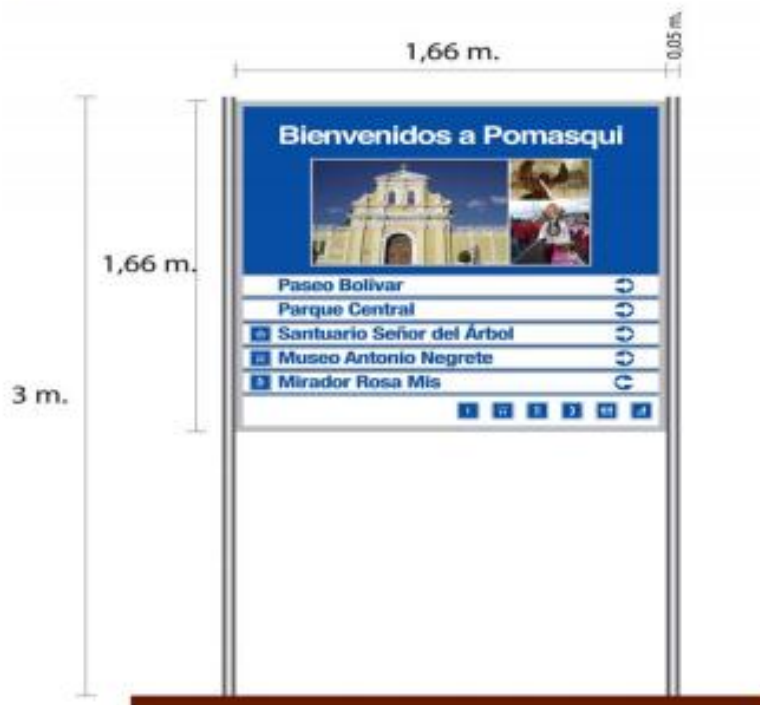 1,66 m.
0,05 m.
Bienvenidos a Pomasqui
1,66 m.
Paseo Bolivar
Parque Central
Santuario Señor del Árbol
Museo Antonio Negrete
Mirador Rosa Mis
3 m.